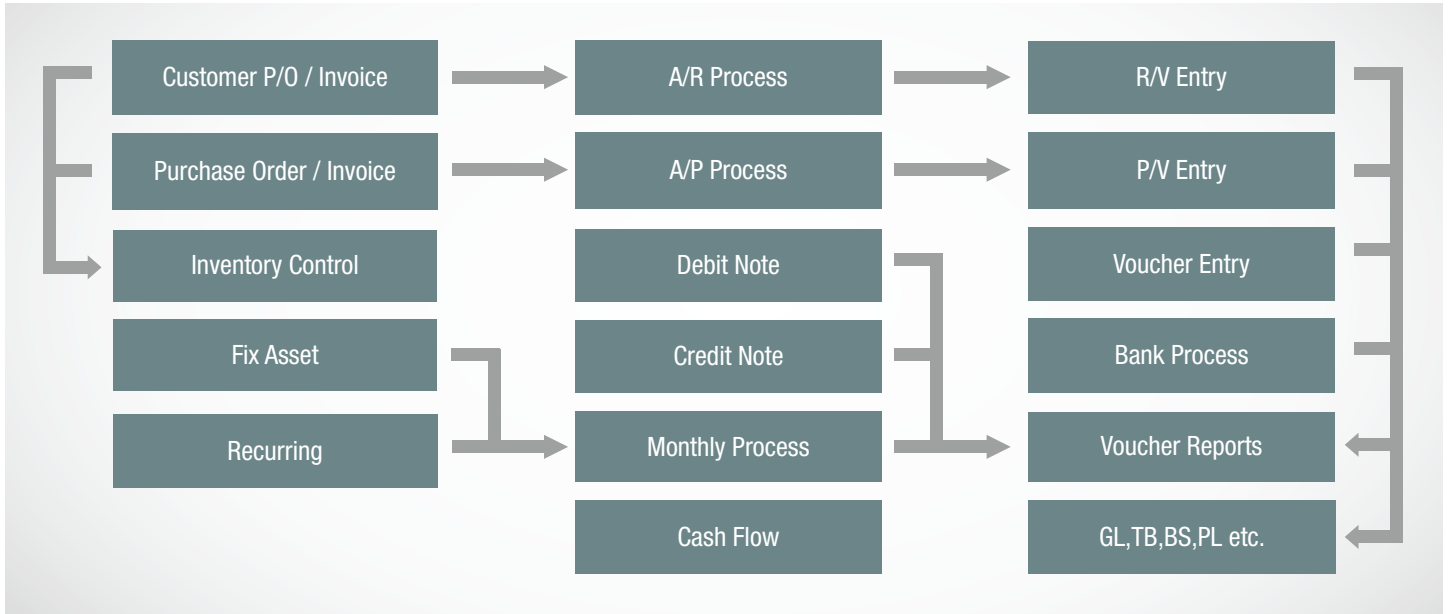 Customer P/O / Invoice
A/R Process
R/V Entry
Purchase Order / Invoice
A/P Process
P/V Entry
Inventory Control
Debit Note
Voucher Entry
Fix Asset
Credit Note
Bank Process
Recurring
Monthly Process
Voucher Reports
Cash Flow
GL,TB,BS,PL etc.